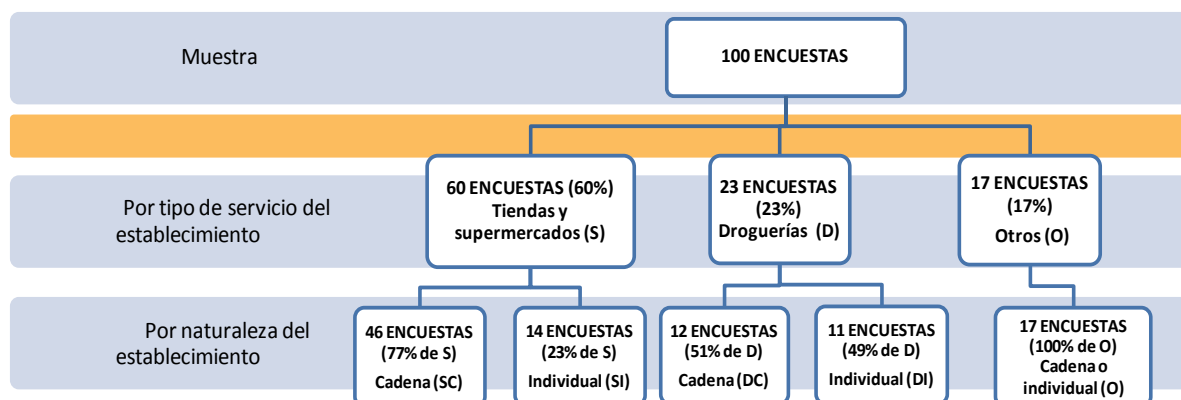 Muestra
100 ENCUESTAS
Por tipo de servicio del
establecimiento
60 ENCUESTAS (60%)
Tiendas y
supermercados (S)
23 ENCUESTAS
(23%)
Droguerías (D)
17 ENCUESTAS
(17%)
Otros (O)
Por naturaleza del
establecimiento
46 ENCUESTAS
(77% de S)
Cadena (SC)
14 ENCUESTAS
(23% de S)
Individual (SI)
12 ENCUESTAS
(51% de D)
Cadena (DC)
11 ENCUESTAS
(49% de D)
Individual (DI)
17 ENCUESTAS
(100% de O)
Cadena o
individual (O)